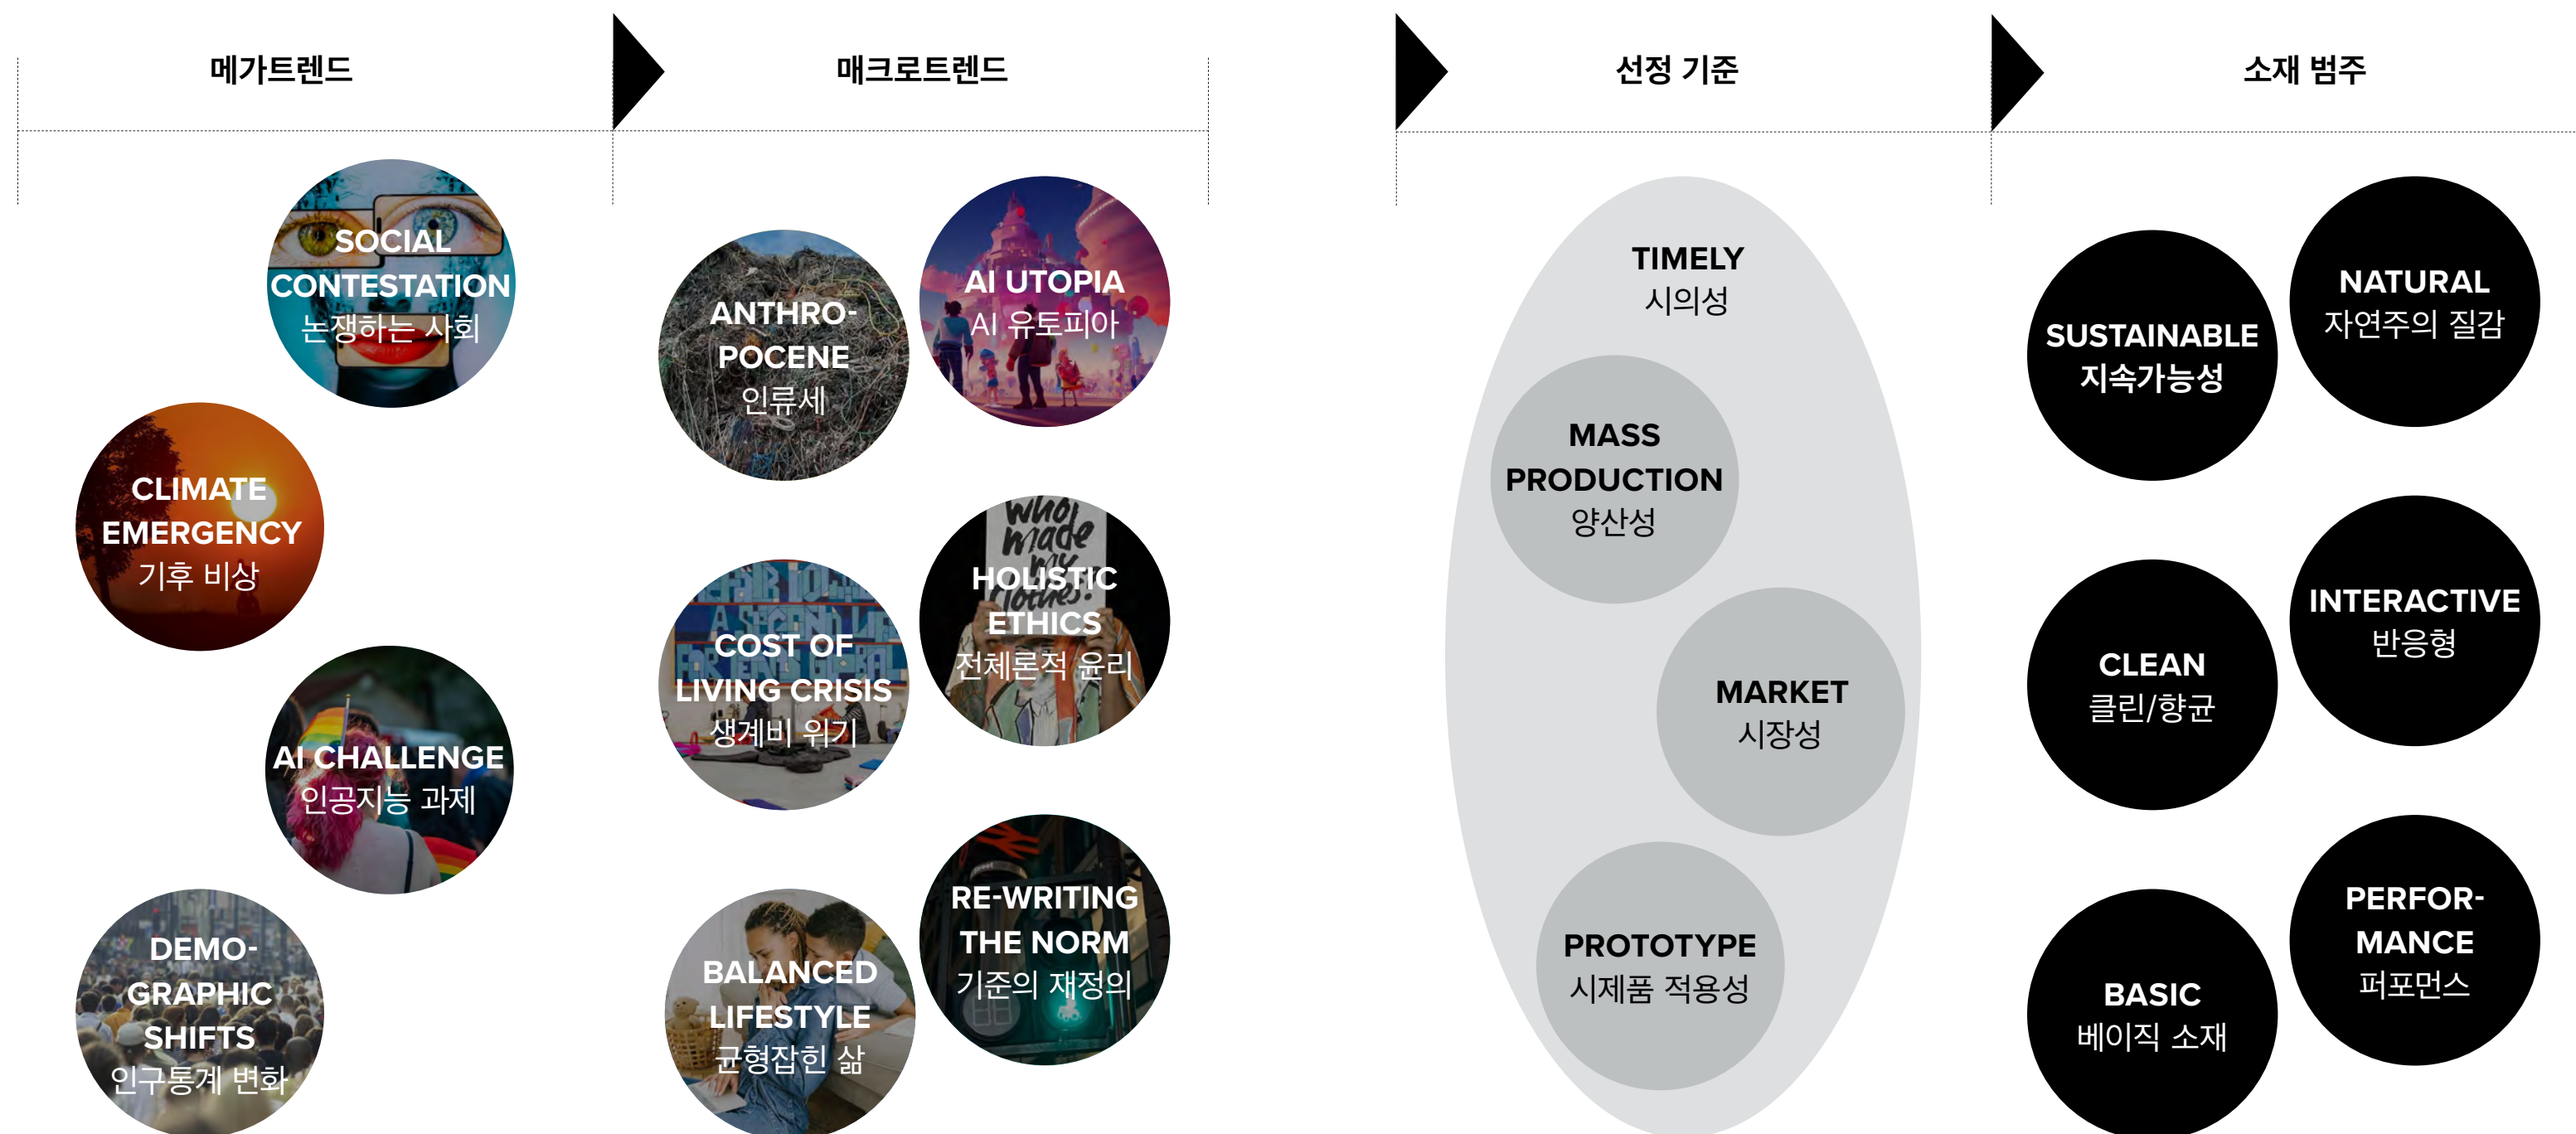 메가트렌드
매크로트렌드
선정 기준
소재 범주
SOCIAL
CONTESTATION
논쟁하는 사회
CLIMATE
EMERGENCY
기후 비상
AI CHALLENGE
인공지능 과제
DEMO-
GRAPHIC
SHIFTS
인구통계 변화
ANTHRO-
POCENE
인류세
AI UTOPIA
AI 유토피아
who
made
my
clothes?
HOLISTIC
ETHICS
전체론적 윤리
A SECOND
COST OF
LIVING CRISIS
생계비 위기
RE-WRITING
THE NORM
기준의 재정의
BALANCED
LIFESTYLE
균형잡힌 삶
TIMELY
시의성
MASS
PRODUCTION
양산성
MARKET
시장성
PROTOTYPE
시제품 적용성
SUSTAINABLE
지속가능성
NATURAL
자연주의 질감
CLEAN
클린/향균
INTERACTIVE
반응형
BASIC
베이직 소재
PERFOR-
MANCE
퍼포먼스